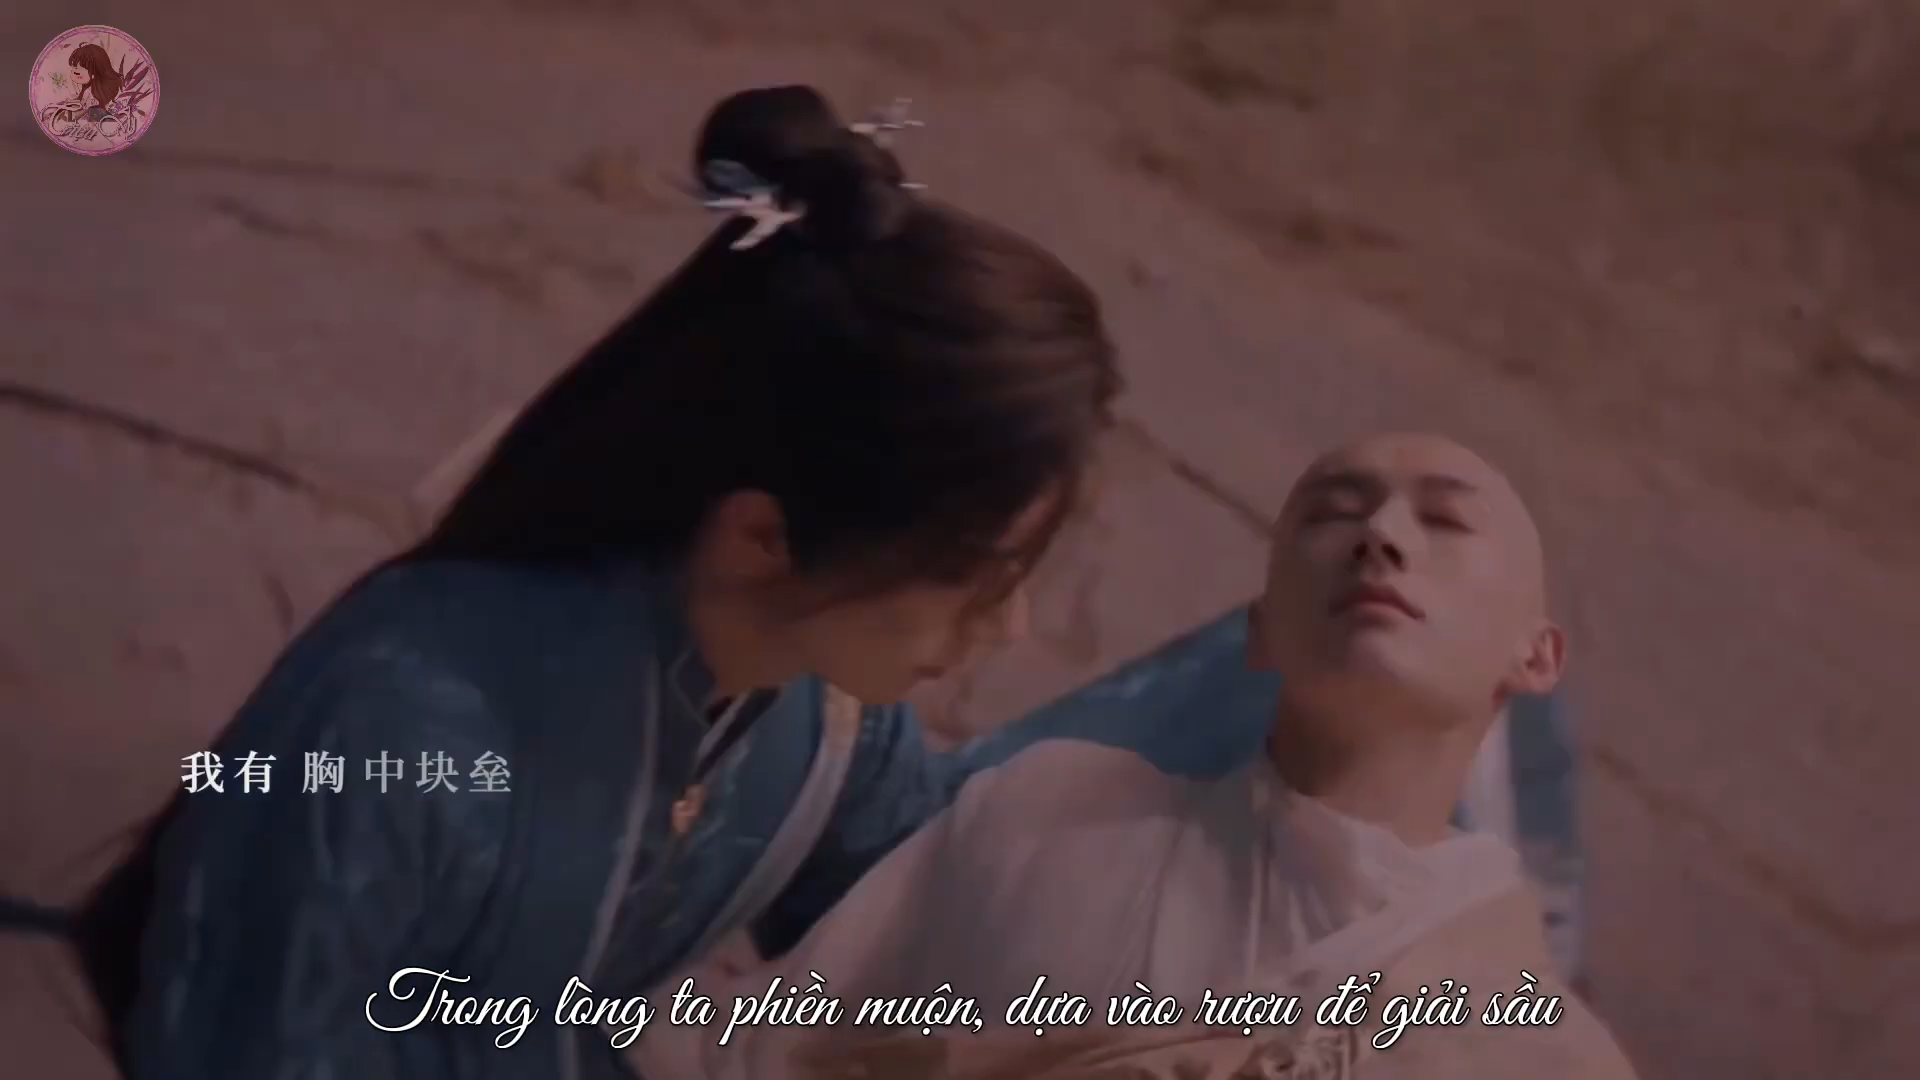 我有 胸中块垒
Trong lòng ta phiền muộn, dựa vào rượu để giải sầu